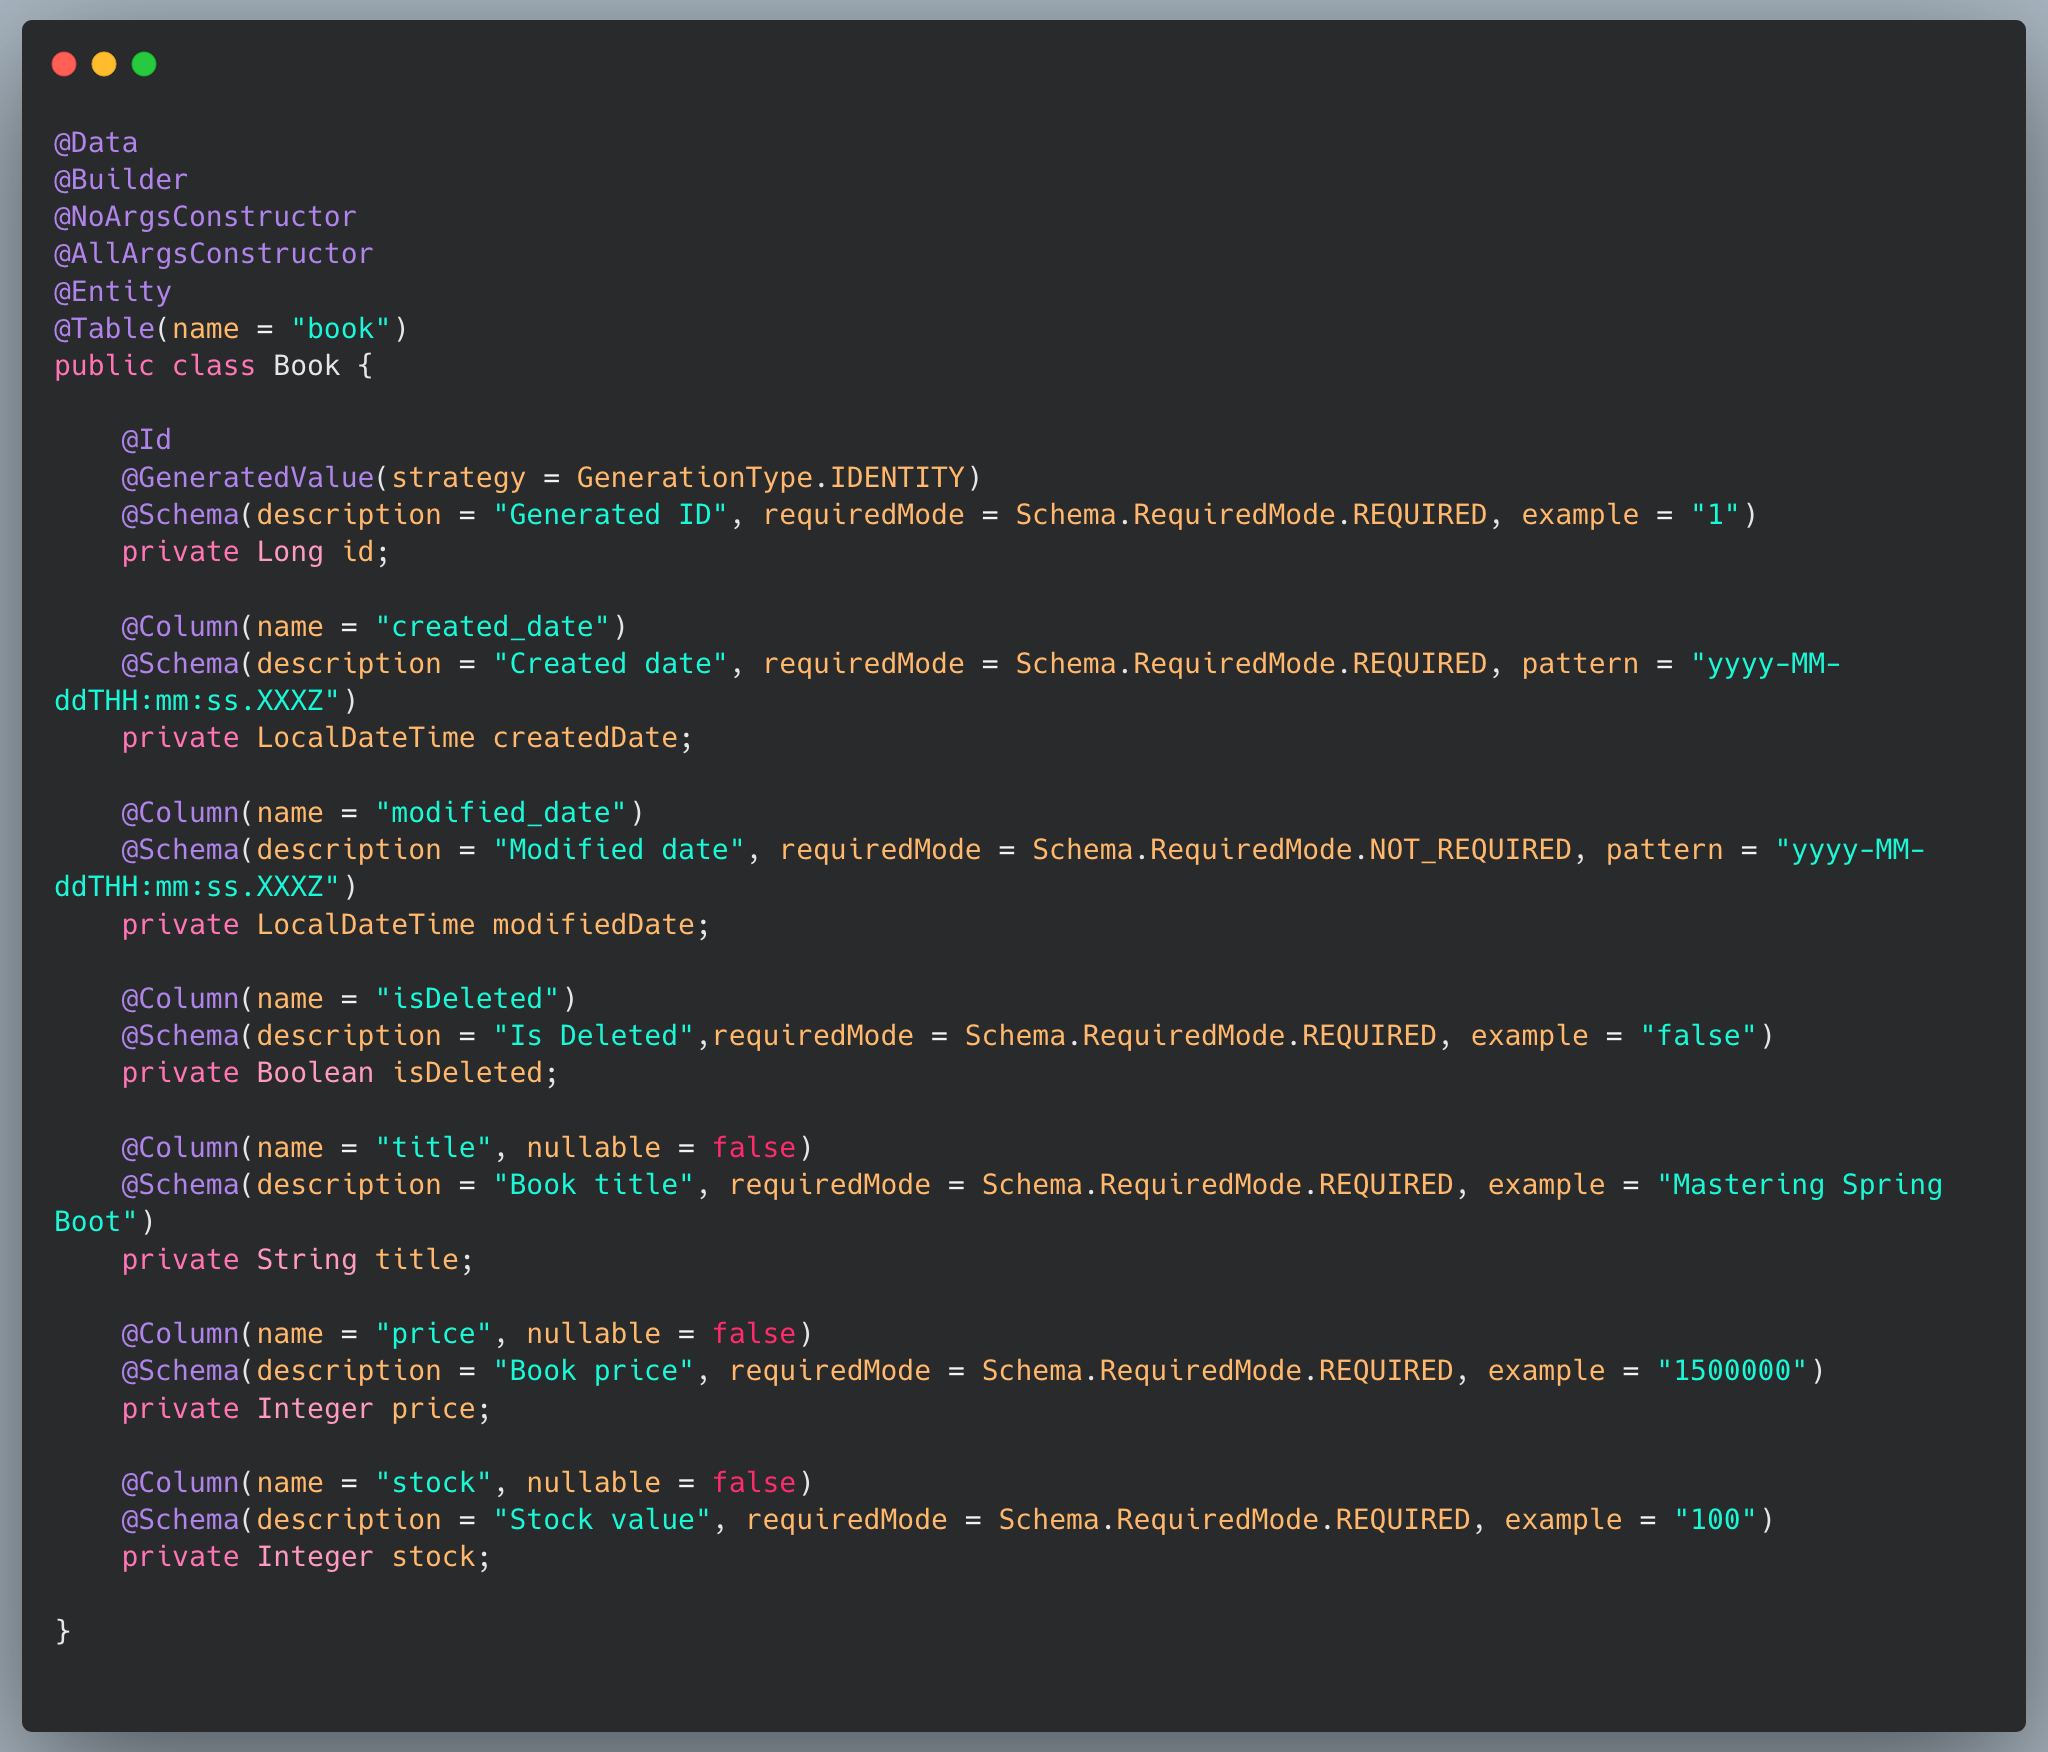 @Data
@Builder
@NoArgsConstructor
@AllArgsConstructor
@Entity
@Table(name = "book")
public class Book {
@Id
@GeneratedValue(strategy = GenerationType.IDENTITY)
@Schema(description = "Generated ID", requiredMode = Schema.RequiredMode.REQUIRED, example = "1")
private Long id;
@Column(name = "created_date")
@Schema(description = "Created date", requiredMode = Schema.RequiredMode.REQUIRED, pattern = "yyyy-MM-
ddTHH:mm:ss.XXXZ")
private LocalDateTime createdDate;
@Column(name = "modified_date")
@Schema(description = "Modified date", requiredMode = Schema.RequiredMode.NOT_REQUIRED, pattern = "yyyy-MM-
ddTHH:mm:ss.XXXZ")
private LocalDateTime modifiedDate;
@Column(name = "isDeleted")
@Schema(description = "Is Deleted",requiredMode = Schema.RequiredMode.REQUIRED, example = "false")
private Boolean isDeleted;
@Column(name = "title", nullable = false)
@Schema(description = "Book title", requiredMode = Schema.RequiredMode.REQUIRED, example = "Mastering Spring
Boot")
private String title;
@Column(name = "price", nullable = false)
@Schema(description = "Book price", requiredMode = Schema.RequiredMode.REQUIRED, example = "1500000")
private Integer price;
@Column(name = "stock", nullable = false)
@Schema(description = "Stock value", requiredMode = Schema.RequiredMode.REQUIRED, example = "100")
private Integer stock;
}